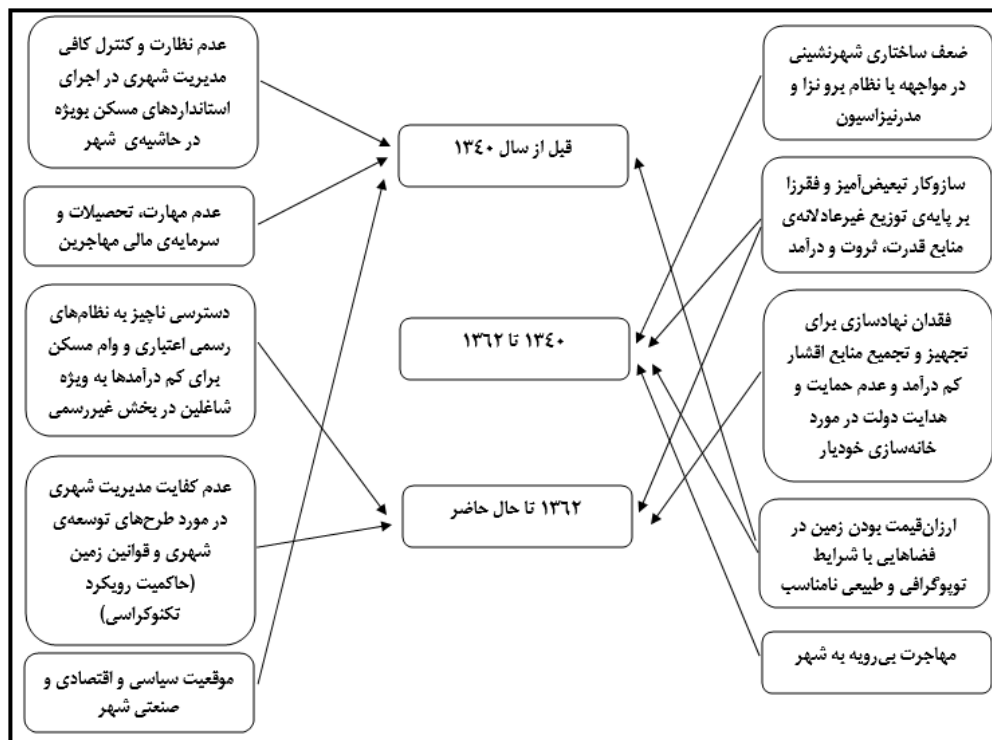 ضعف ساختاری شهرنشینی
در مواجهه با نظام برو نزا و
مدرنیزاسیون
سازوکار تبعیض‌آمیز و فقرزا
بر پایه‌ی توزیع غیرعادلانه‌ی
منابع قدرت، ثروت و درآمد
فقدان نهادسازی برای
تجهیز و تجمیع منابع اقشار
کم درآمد و عدم حمایت و
هدایت دولت در مورد
خانه‌سازی خودیار
ارزان‌قیمت بودن زمین در
فضاهایی با شرایط
توپوگرافی و طبیعی نامناسب
مهاجرت بی‌رویه به شهر
قبل از سال ۱۳۴۰
۱۳۴۰ تا ۱۳۶۲
۱۳۶۲ تا حال حاضر
عدم نظارت و کنترل کافی
مدیریت شهری در اجرای
استانداردهای مسکن بویژه
در حاشیه‌ی شهر
عدم مهارت، تحصیلات و
سرمایه‌ی مالی مهاجرین
دسترسی ناچیز به نظام‌های
رسمی اعتباری و وام مسکن
برای کم درآمدها به ویژه
شاغلین در بخش غیررسمی
عدم کفایت مدیریت شهری
در مورد طرح‌های توسعه‌ی
شهری و قوانین زمین
(حاکمیت رویکرد
تکنوکراسی)
موقعیت سیاسی و اقتصادی و
صنعتی شهر